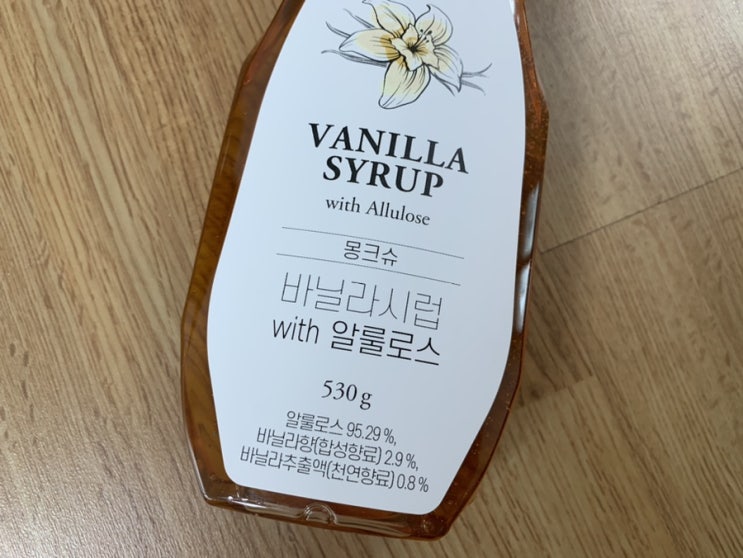 VANILLA
SYRUP
with Allulose
몽크슈
바닐라시럽
with 알룰로스
530 g
알룰로스 95.29 %,
바닐라향(합성향료) 2.9 %,
바닐라추출액(천연향료) 0.8 %